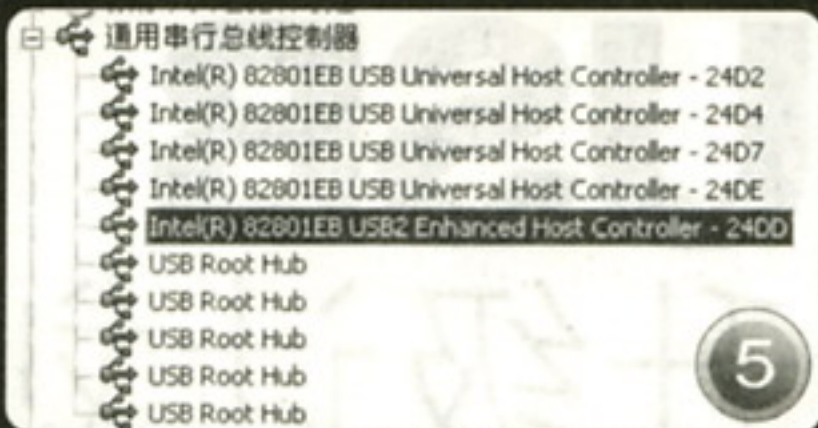 通用串行总线控制器
Intel(R) 82801EB USB Universal Host Controller - 24D2
Intel(R) 82801EB USB Universal Host Controller - 24D4
Intel(R) 82801EB USB Universal Host Controller - 24D7
Intel(R) 82801EB USB Universal Host Controller - 24DE
Intel(R) 82801EB USB2 Enhanced Host Controller - 24DD
USB Root Hub
USB Root Hub
USB Root Hub
USB Root Hub
USB Root Hub
5